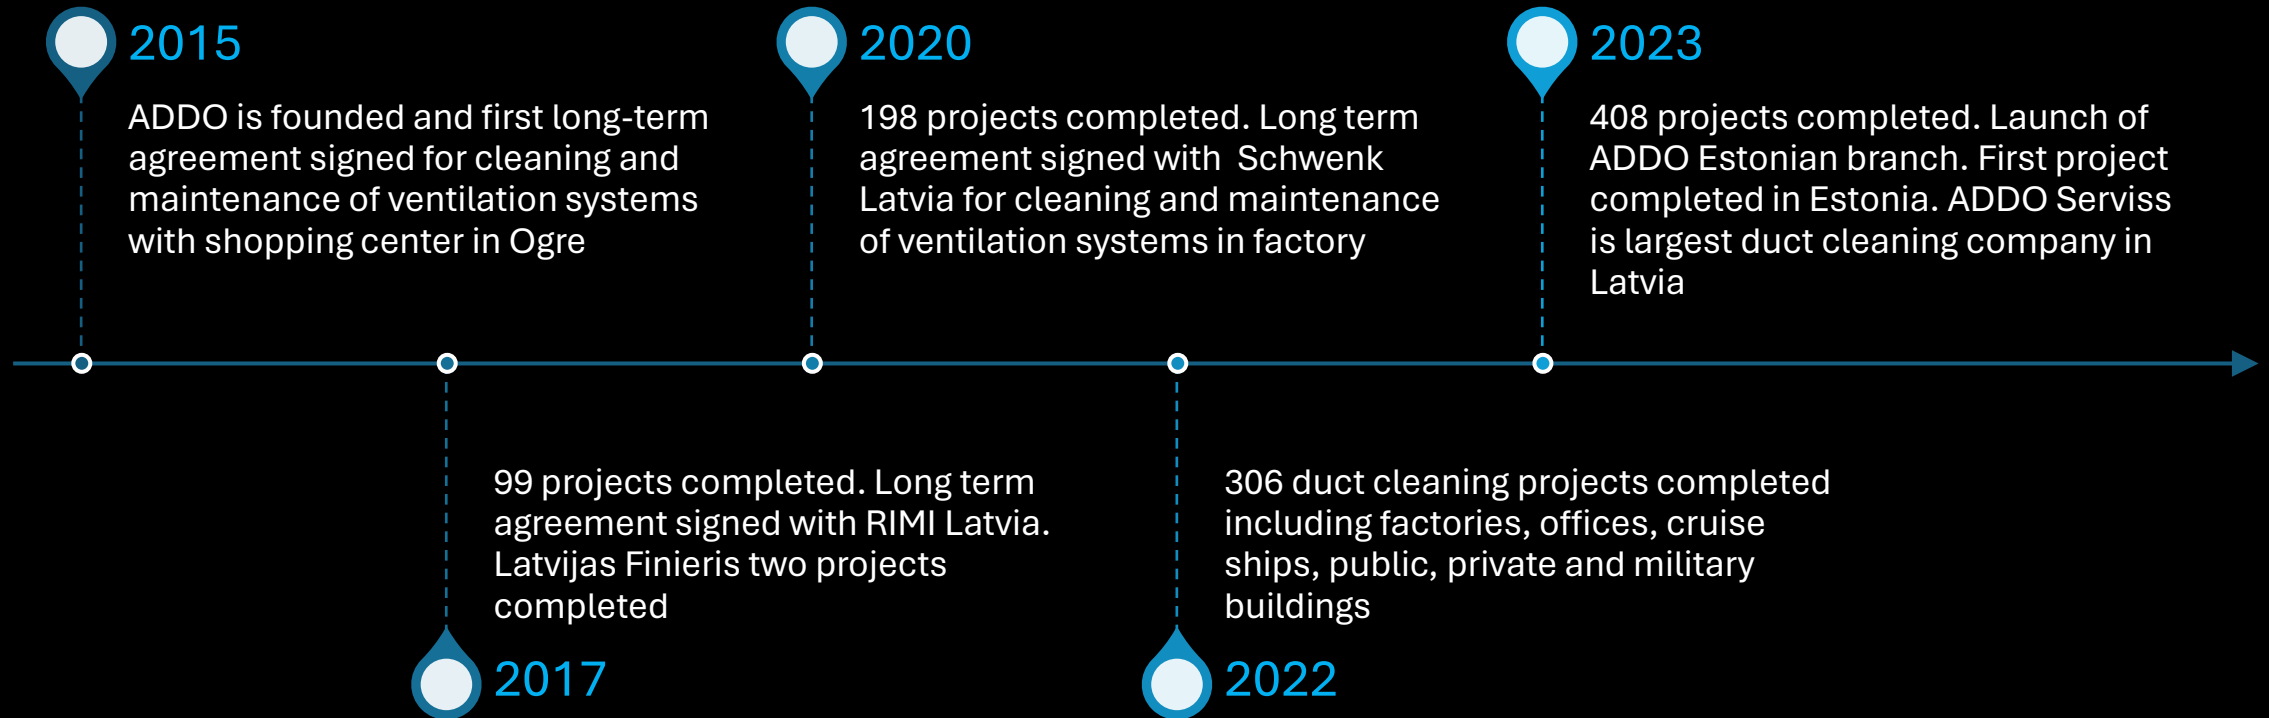 2015
ADDO is founded and first long-term
agreement signed for cleaning and
maintenance of ventilation systems
with shopping center in Ogre
2017
99 projects completed. Long term
agreement signed with RIMI Latvia.
Latvijas Finieris two projects
completed
2020
198 projects completed. Long term
agreement signed with  Schwenk
Latvia for cleaning and maintenance
of ventilation systems in factory
2022
306 duct cleaning projects completed
including factories, offices, cruise
ships, public, private and military
buildings
2023
408 projects completed. Launch of
ADDO Estonian branch. First project
completed in Estonia. ADDO Serviss
is largest duct cleaning company in
Latvia